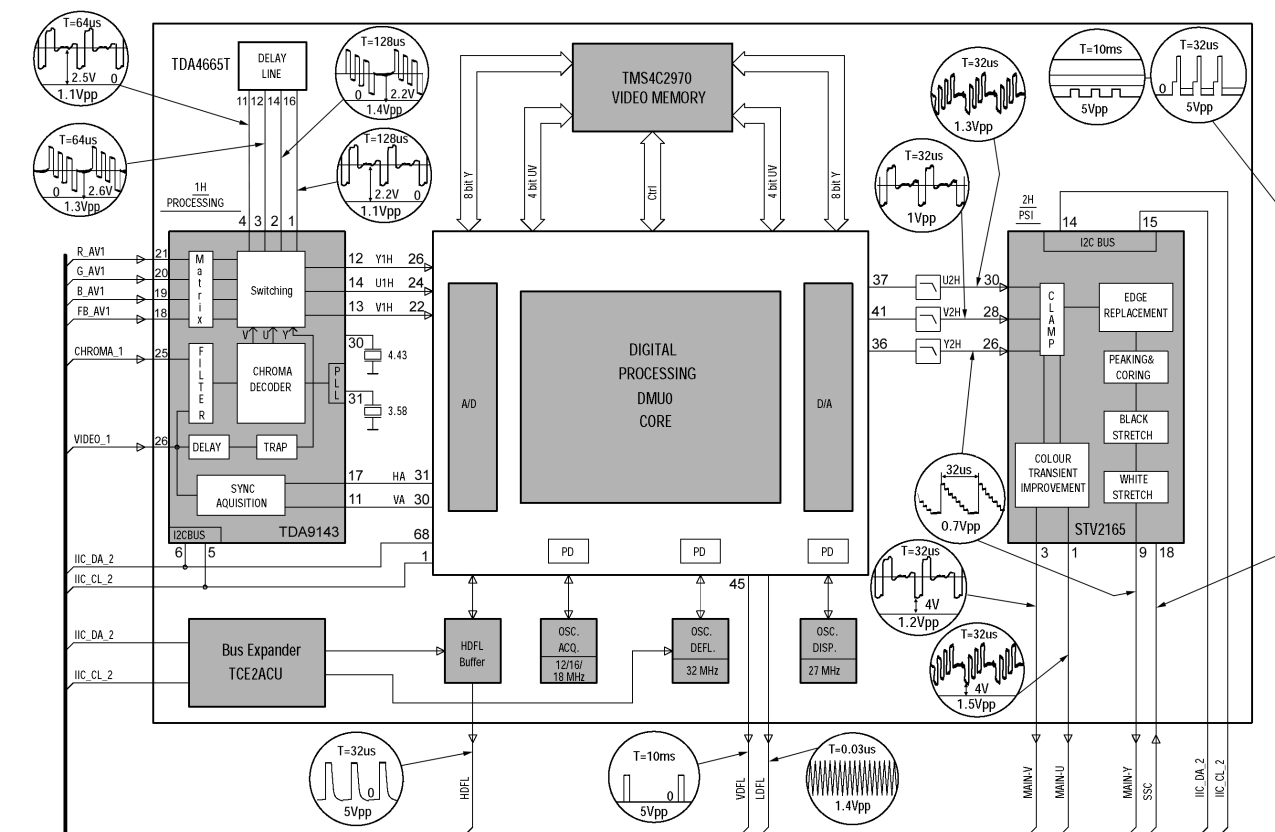 T=64us
2.5V
0
1.1Vpp
TDA4665T
DELAY
LINE
11 12 14 16
T=128us
0 2.2V
1.4Vpp
TMS4C2970
VIDEO MEMORY
T=32us
1.3Vpp
T=10ms
5Vpp
T=32us
0
5Vpp
T=64us
0 2.6V
1.3Vpp
T=128us
2.2V
0
1.1Vpp
8 bit Y
4 bit UV
Ctrl
4 bit UV
8 bit Y
T=32us
1Vpp
1H
PROCESSING
4 3 2 1
2H
PSI
14
15
I2C BUS
R_AV1
21
G_AV1
20
B_AV1
19
FB_AV1
18
Matrix
Switching
V U Y
12 Y1H 26
14 U1H 24
13 V1H 22
CHROMA_1
25
FILTER
CHROMA
DECODER
PLL
30
4.43
31
3.58
VIDEO_1
26
DELAY
TRAP
SYNC
AQUISITION
17 HA 31
11 VA 30
I2CBUS
TDA9143
6 5
68
1
IIC_DA_2
IIC_CL_2
A/D
DIGITAL
PROCESSING
DMU0
CORE
D/A
PD
PD
PD
45
37
U2H
30
41
V2H
28
36
Y2H
26
CLAMP
EDGE
REPLACEMENT
PEAKING&
CORING
BLACK
STRETCH
COLOUR
TRANSIENT
IMPROVEMENT
WHITE
STRETCH
STV2165
3 1 9 18
32us
0.7Vpp
T=32us
4V
1.2Vpp
T=32us
4V
1.5Vpp
IIC_DA_2
IIC_CL_2
Bus Expander
TCE2ACU
HDFL
Buffer
OSC.
ACQ.
12/16/
18 MHz
OSC.
DEFL.
32 MHz
OSC.
DISP.
27 MHz
T=32us
0
5Vpp
HDFL
T=10ms
0
5Vpp
VDFL
LDFL
T=0.03us
1.4Vpp
MAIN-V
MAIN-U
MAIN-Y
SSC
IIC_DA_2
IIC_CL_2